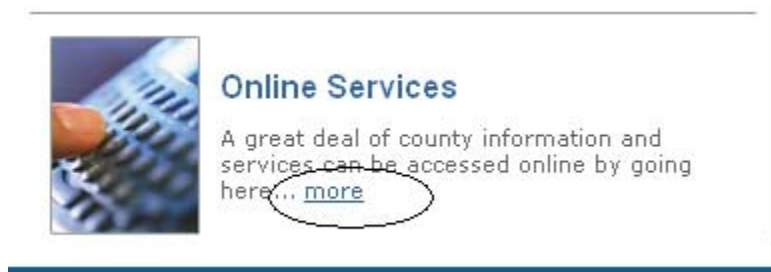 Online Services
A great deal of county information and
services can be accessed online by going
here... more